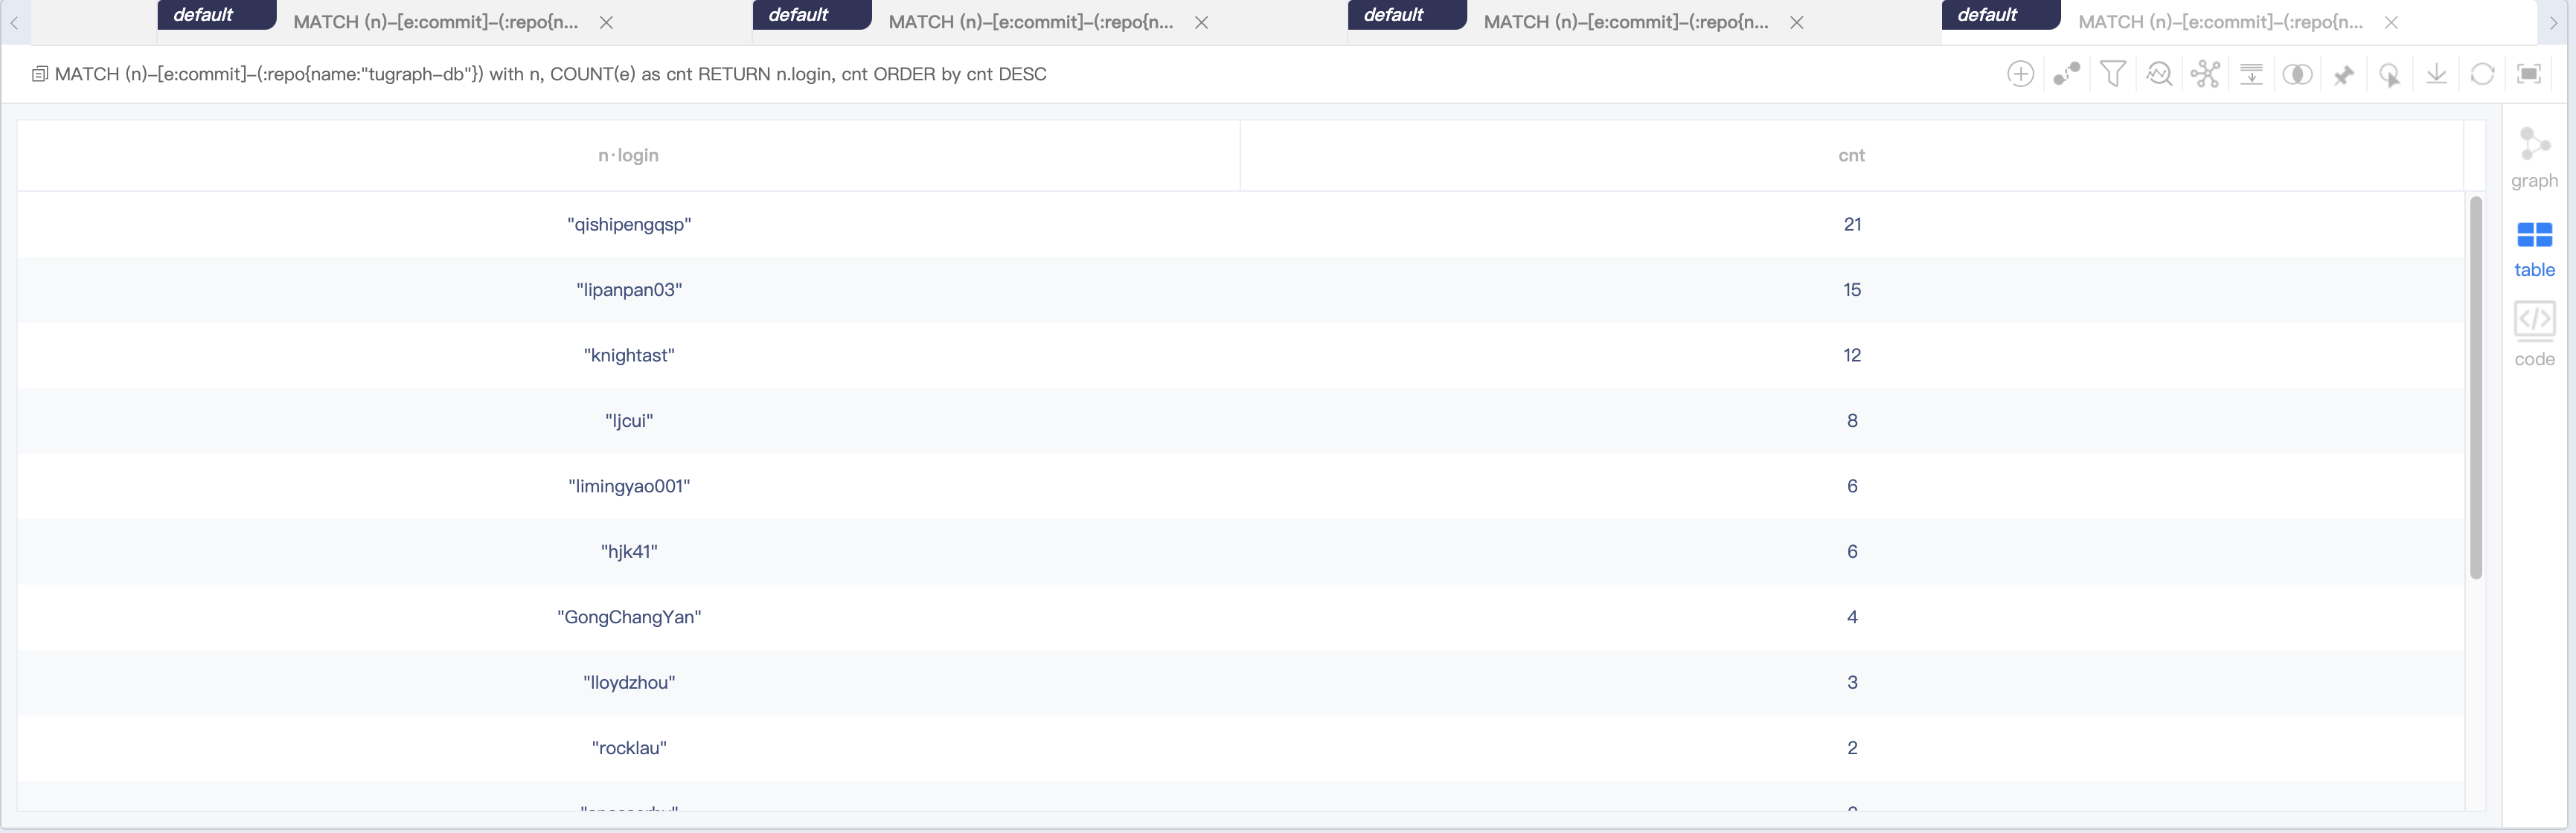 default MATCH (n)–[e:commit]–(:repo{n... default MATCH (n)–[e:commit]–(:repo{n... default MATCH (n)–[e:commit]–(:repo{n... default MATCH (n)–[e:commit]–(:repo{n...
MATCH (n)–[e:commit]–(:repo{name:"tugraph–db"}) with n, COUNT(e) as cnt RETURN n.login, cnt ORDER by cnt DESC
n·login cnt
"qishipengqsp" 21
"lipanpan03" 15
"knightast" 12
"ljcui" 8
"limingyao001" 6
"hjk41" 6
"GongChangYan" 4
"lloydzhou" 3
"rocklau" 2
graph
table
code